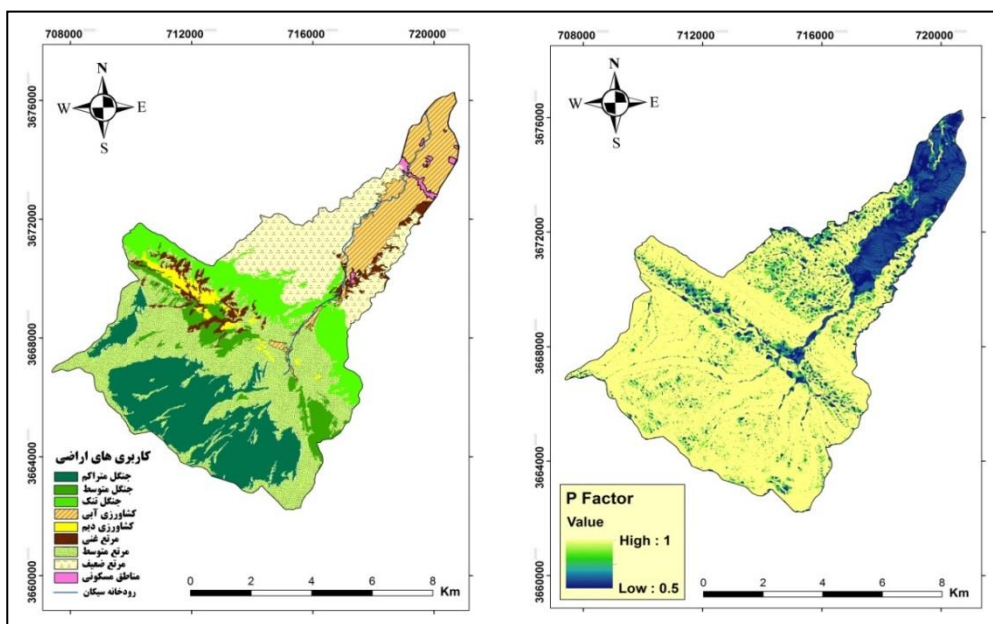 708000 712000 716000 720000
N
W E
S
3676000
3672000
3668000
3664000
3660000
کاربری های اراضی
جنگل متراکم
جنگل متوسط
جنگل تنک
کشاورزی آبی
کشاورزی دیم
مرتع غنی
مرتع متوسط
مرتع ضعیف
مناطق مسکونی
رودخانه سیکان
0 2 4 6 8
Km
708000 712000 716000 720000
N
W E
S
3676000
3672000
3668000
3664000
3660000
P Factor
Value
High : 1
Low : 0.5
0 2 4 6 8
Km